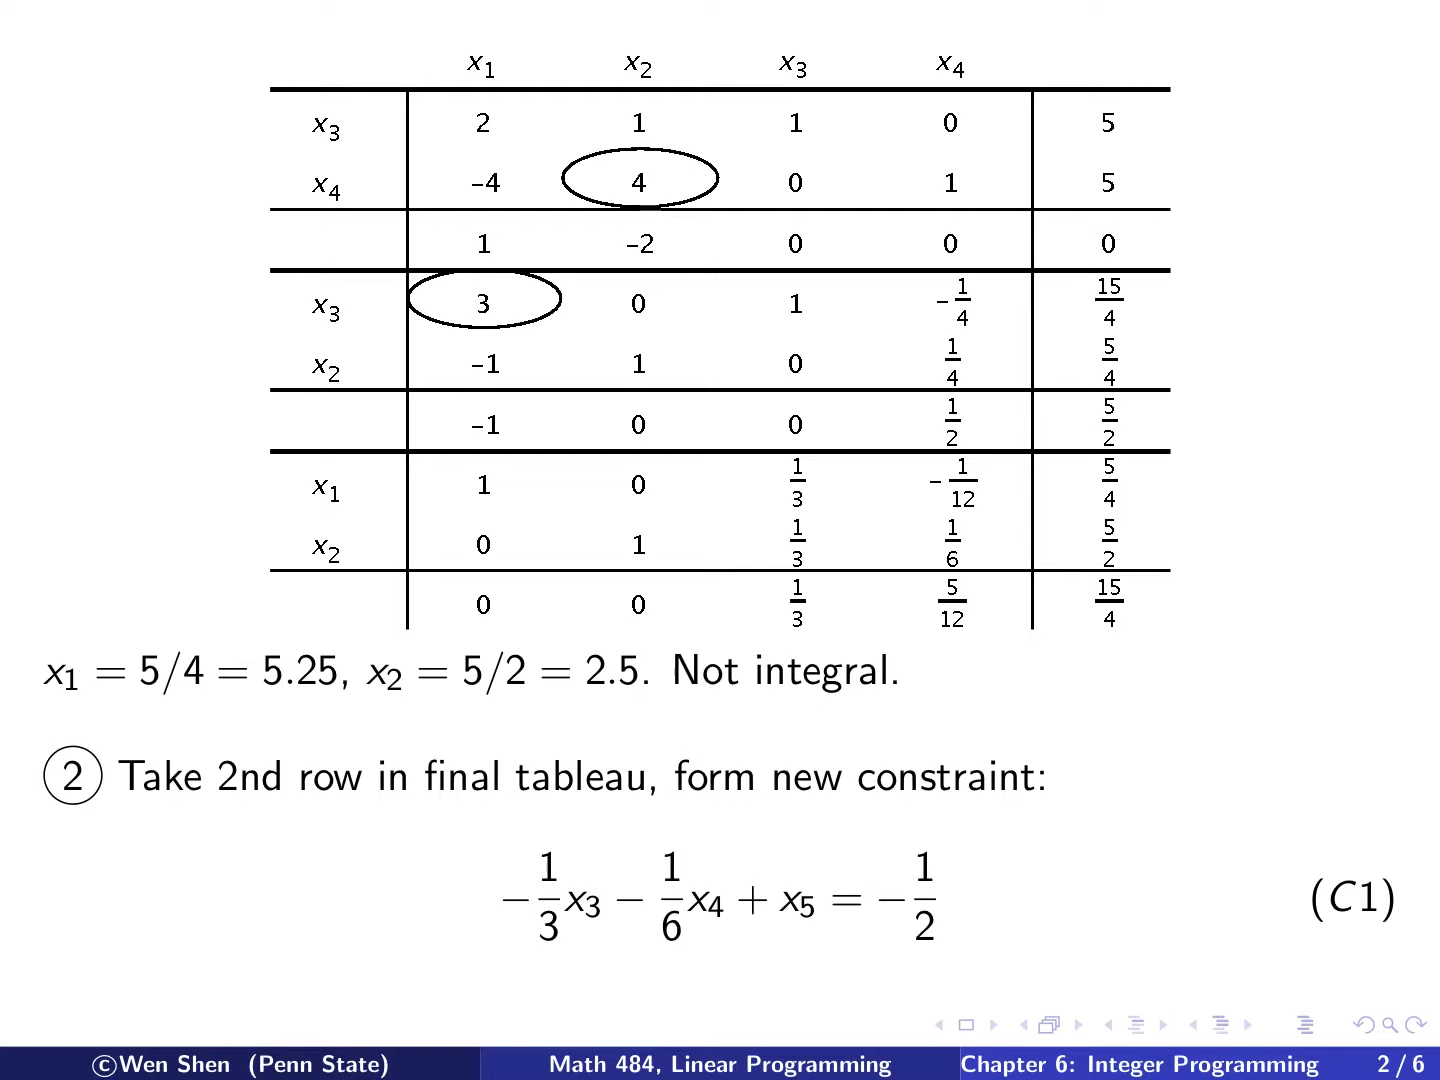 x₁ x₂ x₃ x₄
x₃ 2 1 1 0 5
x₄ -4 4 0 1 5
1 -2 0 0 0
x₃ 3 0 1 -1/4 15/4
x₂ -1 1 0 1/4 5/4
-1 0 0 1/2 5/2
x₁ 1 0 1/3 -1/12 5/4
x₂ 0 1 1/3 1/6 5/2
0 0 1/3 5/12 15/4
x₁ = 5/4 = 5.25, x₂ = 5/2 = 2.5. Not integral.
2 Take 2nd row in final tableau, form new constraint:
−1/3 x₃ − 1/6 x₄ + x₅ = −1/2 (C1)
©Wen Shen (Penn State) Math 484, Linear Programming Chapter 6: Integer Programming 2 / 6